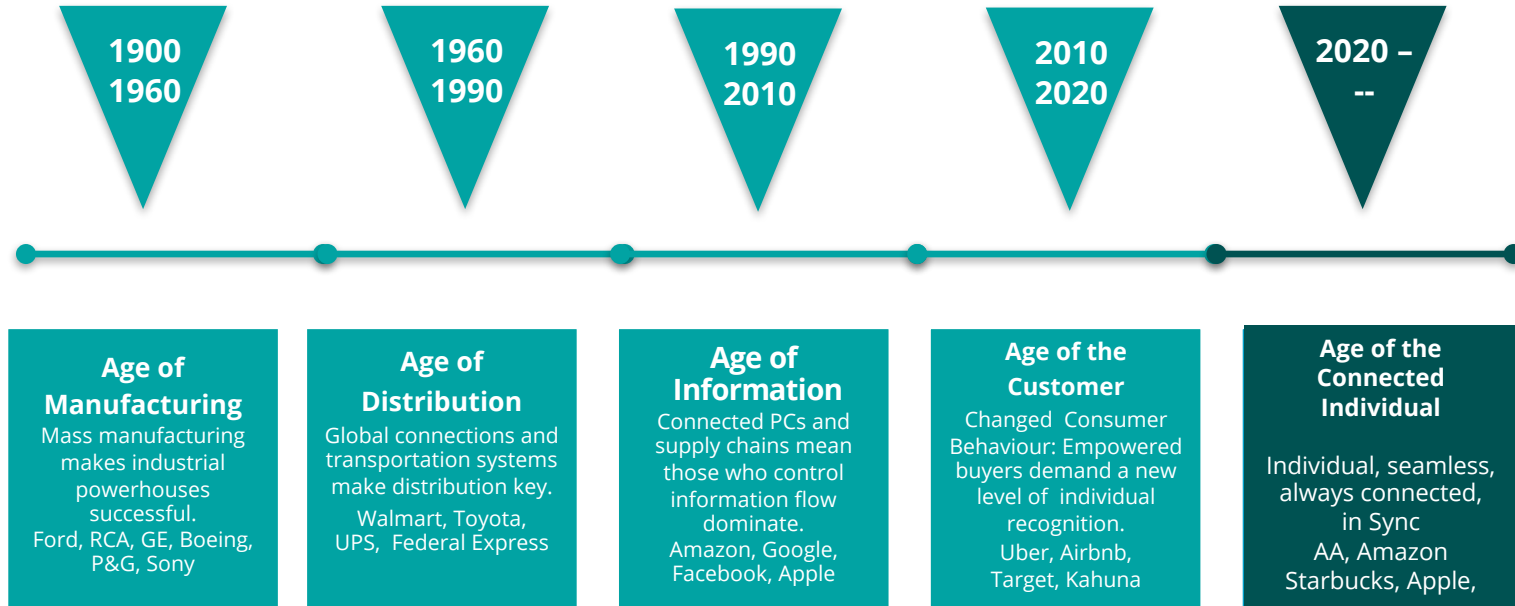 1900
1960
1960
1990
1990
2010
2010
2020
2020 –
--
Age of
Manufacturing
Mass manufacturing
makes industrial
powerhouses
successful.
Ford, RCA, GE, Boeing,
P&G, Sony
Age of
Distribution
Global connections and
transportation systems
make distribution key.
Walmart, Toyota,
UPS, Federal Express
Age of
Information
Connected PCs and
supply chains mean
those who control
information flow
dominate.
Amazon, Google,
Facebook, Apple
Age of the
Customer
Changed Consumer
Behaviour: Empowered
buyers demand a new
level of individual
recognition.
Uber, Airbnb,
Target, Kahuna
Age of the
Connected
Individual
Individual, seamless,
always connected,
in Sync
AA, Amazon
Starbucks, Apple,